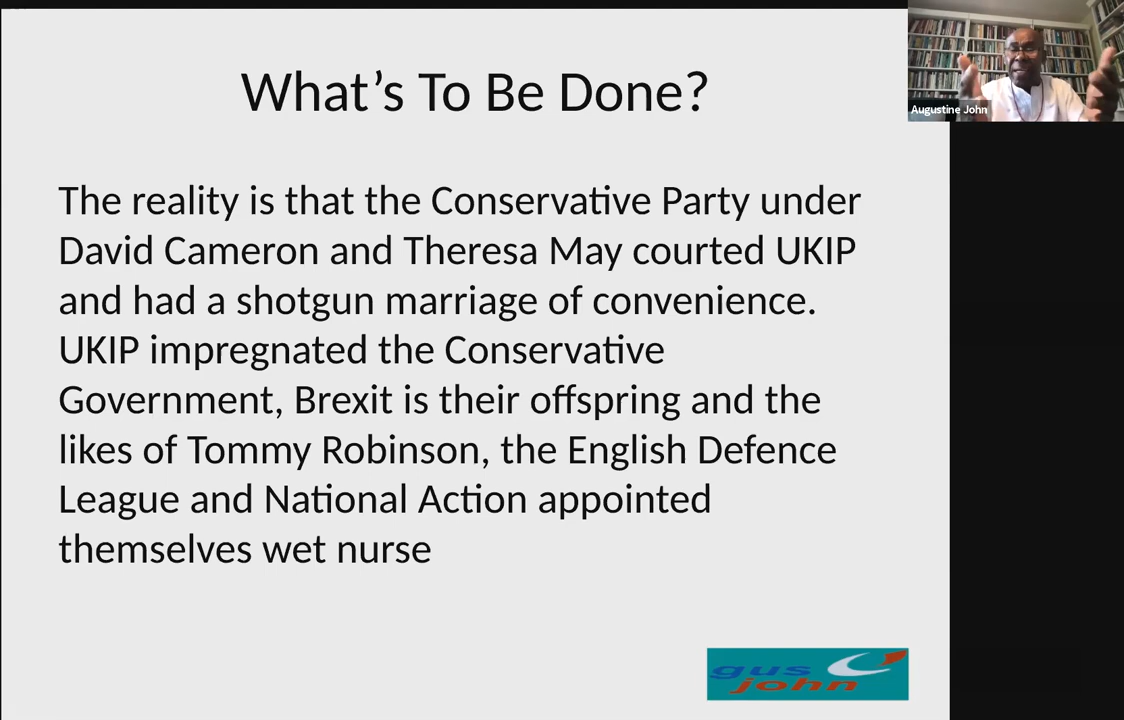 What’s To Be Done?
Augustine John
The reality is that the Conservative Party under
David Cameron and Theresa May courted UKIP
and had a shotgun marriage of convenience.
UKIP impregnated the Conservative
Government, Brexit is their offspring and the
likes of Tommy Robinson, the English Defence
League and National Action appointed
themselves wet nurse
gus
john